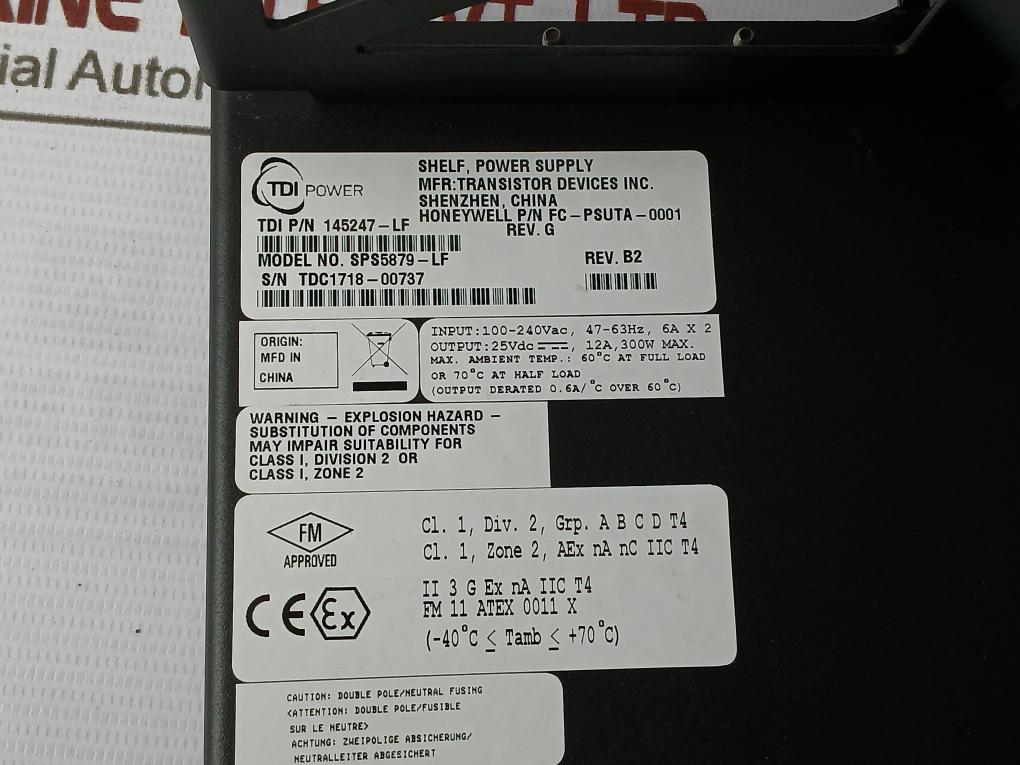 ial Autom
TDI POWER
SHELF, POWER SUPPLY
MFR:TRANSISTOR DEVICES INC.
SHENZHEN, CHINA
HONEYWELL P/N FC-PSUTA-0001
REV. G
TDI P/N 145247-LF
MODEL NO. SPS5879-LF
REV. B2
S/N TDC1718-00737
ORIGIN:
MFD IN
CHINA
INPUT:100-240Vac, 47-63Hz, 6A X 2
OUTPUT:25Vdc, 12A,300W MAX.
MAX. AMBIENT TEMP.: 60°C AT FULL LOAD
OR 70°C AT HALF LOAD
(OUTPUT DERATED 0.6A/°C OVER 60°C)
WARNING - EXPLOSION HAZARD -
SUBSTITUTION OF COMPONENTS
MAY IMPAIR SUITABILITY FOR
CLASS I, DIVISION 2 OR
CLASS I, ZONE 2
FM
APPROVED
Cl. 1, Div. 2, Grp. A B C D T4
Cl. 1, Zone 2, AEx nA nC IIC T4
CE Ex
II 3 G Ex nA IIC T4
FM 11 ATEX 0011 X
(-40°C ≤ Tamb ≤ +70°C)
CAUTION: DOUBLE POLE/NEUTRAL FUSING
<ATTENTION: DOUBLE POLE/FUSIBLE
SUR LE NEUTRE>
ACHTUNG: ZWEIPOLIGE ABSICHERUNG/
NEUTRALLEITER ABGESICHERT